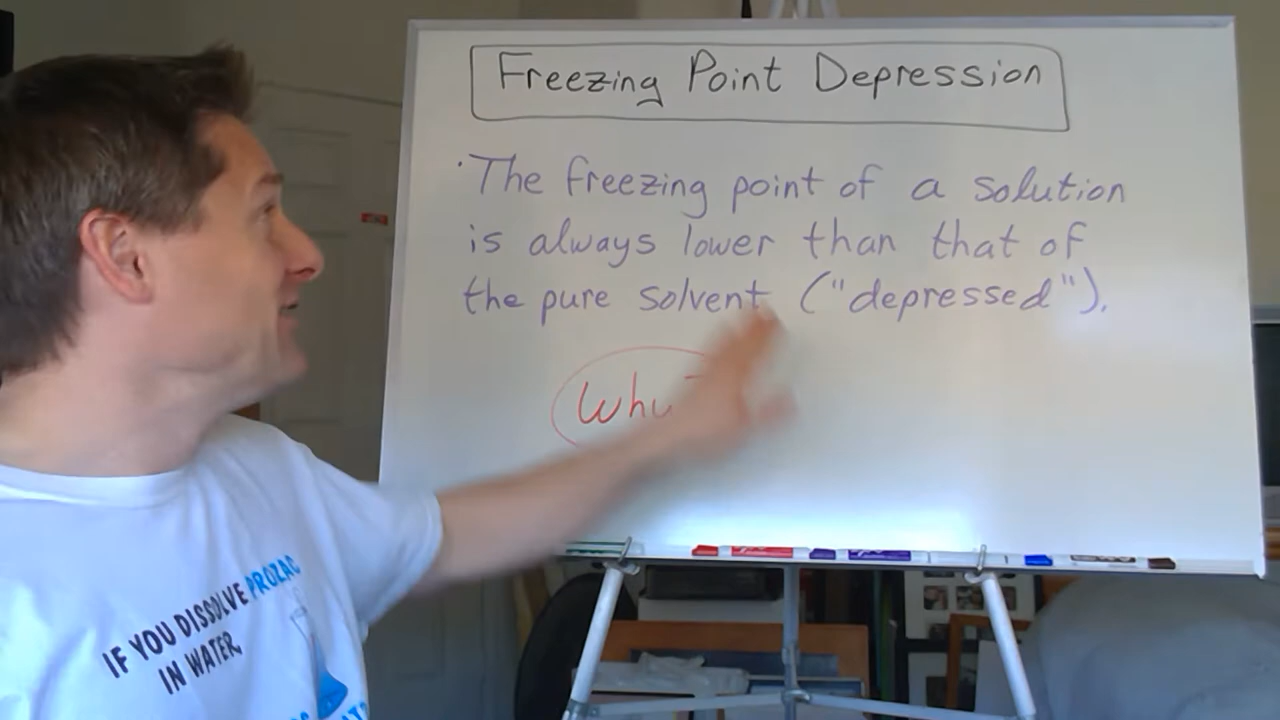 Freezing Point Depression
·The freezing point of a solution
is always lower than that of
the pure solvent ("depressed").
Why
IF YOU DISSOLVE PROZAC
IN WATER,